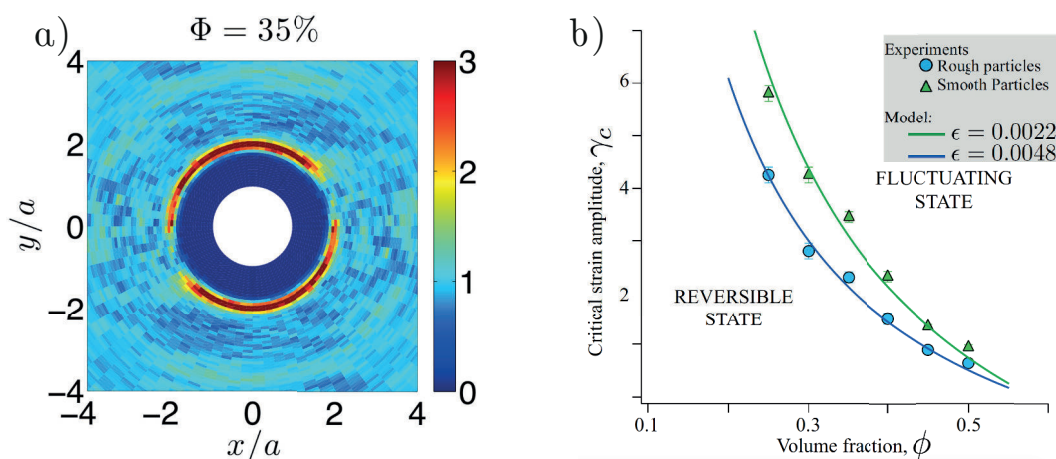 a)
Φ = 35%
4
2
0
−2
−4
y/a
−4
−2
0
2
4
x/a
3
2
1
0
b)
Experiments
Rough particles
Smooth Particles
Model:
ϵ = 0.0022
ϵ = 0.0048
FLUCTUATING
STATE
REVERSIBLE
STATE
6
4
2
Critical strain amplitude, γc
0.1
0.3
0.5
Volume fraction, ϕ